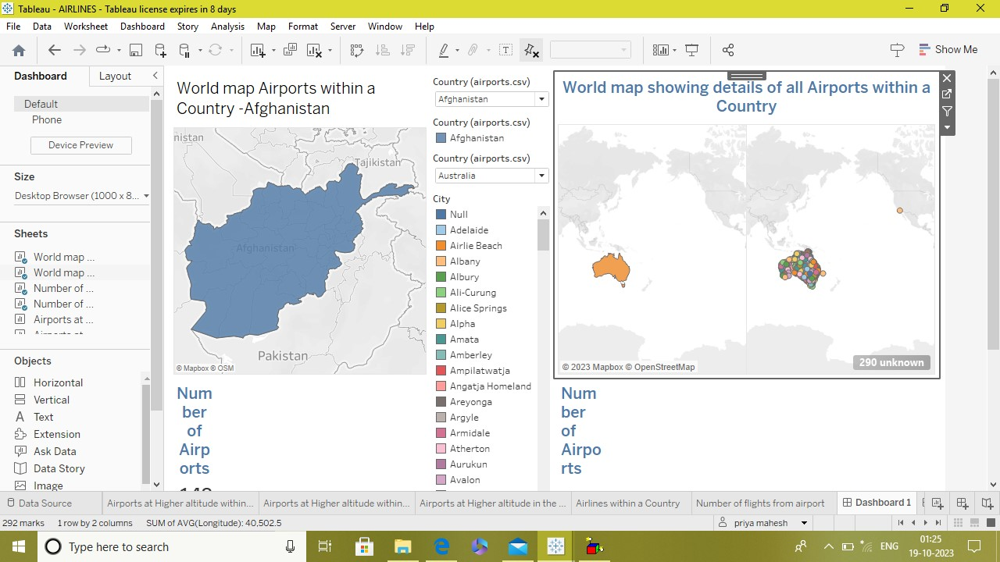 Tableau - AIRLINES - Tableau license expires in 8 days
File Data Worksheet Dashboard Story Analysis Map Format Server Window Help
Show Me
Dashboard Layout
Default
Phone
Device Preview
Size
Desktop Browser (1000 x 8...
Sheets
World map ...
World map ...
Number of ...
Number of ...
Airports at ...
Objects
Horizontal
Vertical
Text
Extension
Ask Data
Data Story
Image
World map Airports within a
Country -Afghanistan
nistan
Tajikistan
Afghanistan
Pakistan
© Mapbox © OSM
Num
ber
of
Airp
orts
Country (airports.csv)
Afghanistan
Country (airports.csv)
Afghanistan
Country (airports.csv)
Australia
City
Null
Adelaide
Airlie Beach
Albany
Albury
Ali-Curung
Alice Springs
Alpha
Amata
Amberley
Ampilatwatja
Angatja Homeland
Areyonga
Argyle
Armidale
Atherton
Aurukun
Avalon
World map showing details of all Airports within a
Country
© 2023 Mapbox © OpenStreetMap
290 unknown
Num
ber
of
Airpo
rts
Data Source Airports at Higher altitude within... Airports at Higher altitude within... Airports at Higher altitude in the ... Airlines within a Country Number of flights from airport Dashboard 1
292 marks 1 row by 2 columns SUM of AVG(Longitude): 40,502.5 priya mahesh
Type here to search
ENG
01:25
19-10-2023